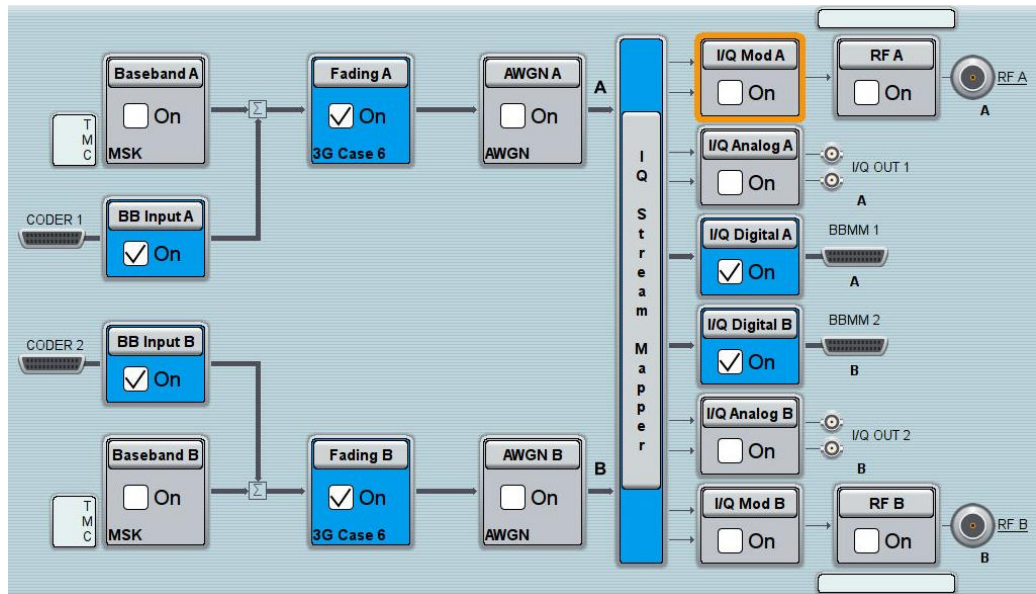 Baseband A
On
MSK
T
M
C
Fading A
On
3G Case 6
AWGN A
On
AWGN
A
I/Q Mod A
On
RF A
On
RF A
A
CODER 1
BB Input A
On
I/Q Analog A
On
I/Q OUT 1
A
I/Q Digital A
On
BBMM 1
A
I
Q
S
t
r
e
a
m
M
a
p
p
e
r
CODER 2
BB Input B
On
I/Q Digital B
On
BBMM 2
B
I/Q Analog B
On
I/Q OUT 2
B
Baseband B
On
MSK
T
M
C
Fading B
On
3G Case 6
AWGN B
On
AWGN
B
I/Q Mod B
On
RF B
On
RF B
B